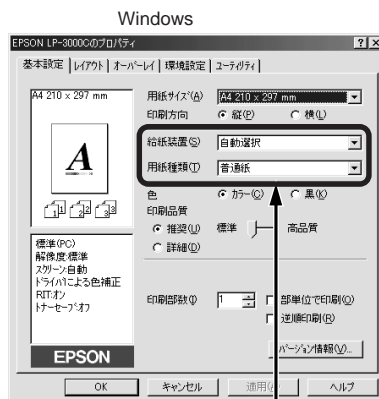 Windows
EPSON LP-3000Cのプロパティ
基本設定 レイアウト オーバーレイ 環境設定 ユーティリティ
A4 210 x 297 mm
A
1 2 3
標準(PC)
解像度:標準
スクリーン:自動
ドライバによる色補正
RIT:オン
トナーセーブ:オフ
EPSON
用紙サイズ(A) A4 210 x 297 mm
印刷方向 縦(P) 横(L)
給紙装置(S) 自動選択
用紙種類(T) 普通紙
色 カラー(C) 黒(K)
印刷品質
推奨(U) 標準 高品質
詳細(D)
印刷部数(I) 1 部単位で印刷(O)
逆順印刷(R)
バージョン情報(V)...
OK キャンセル 適用(A) ヘルプ